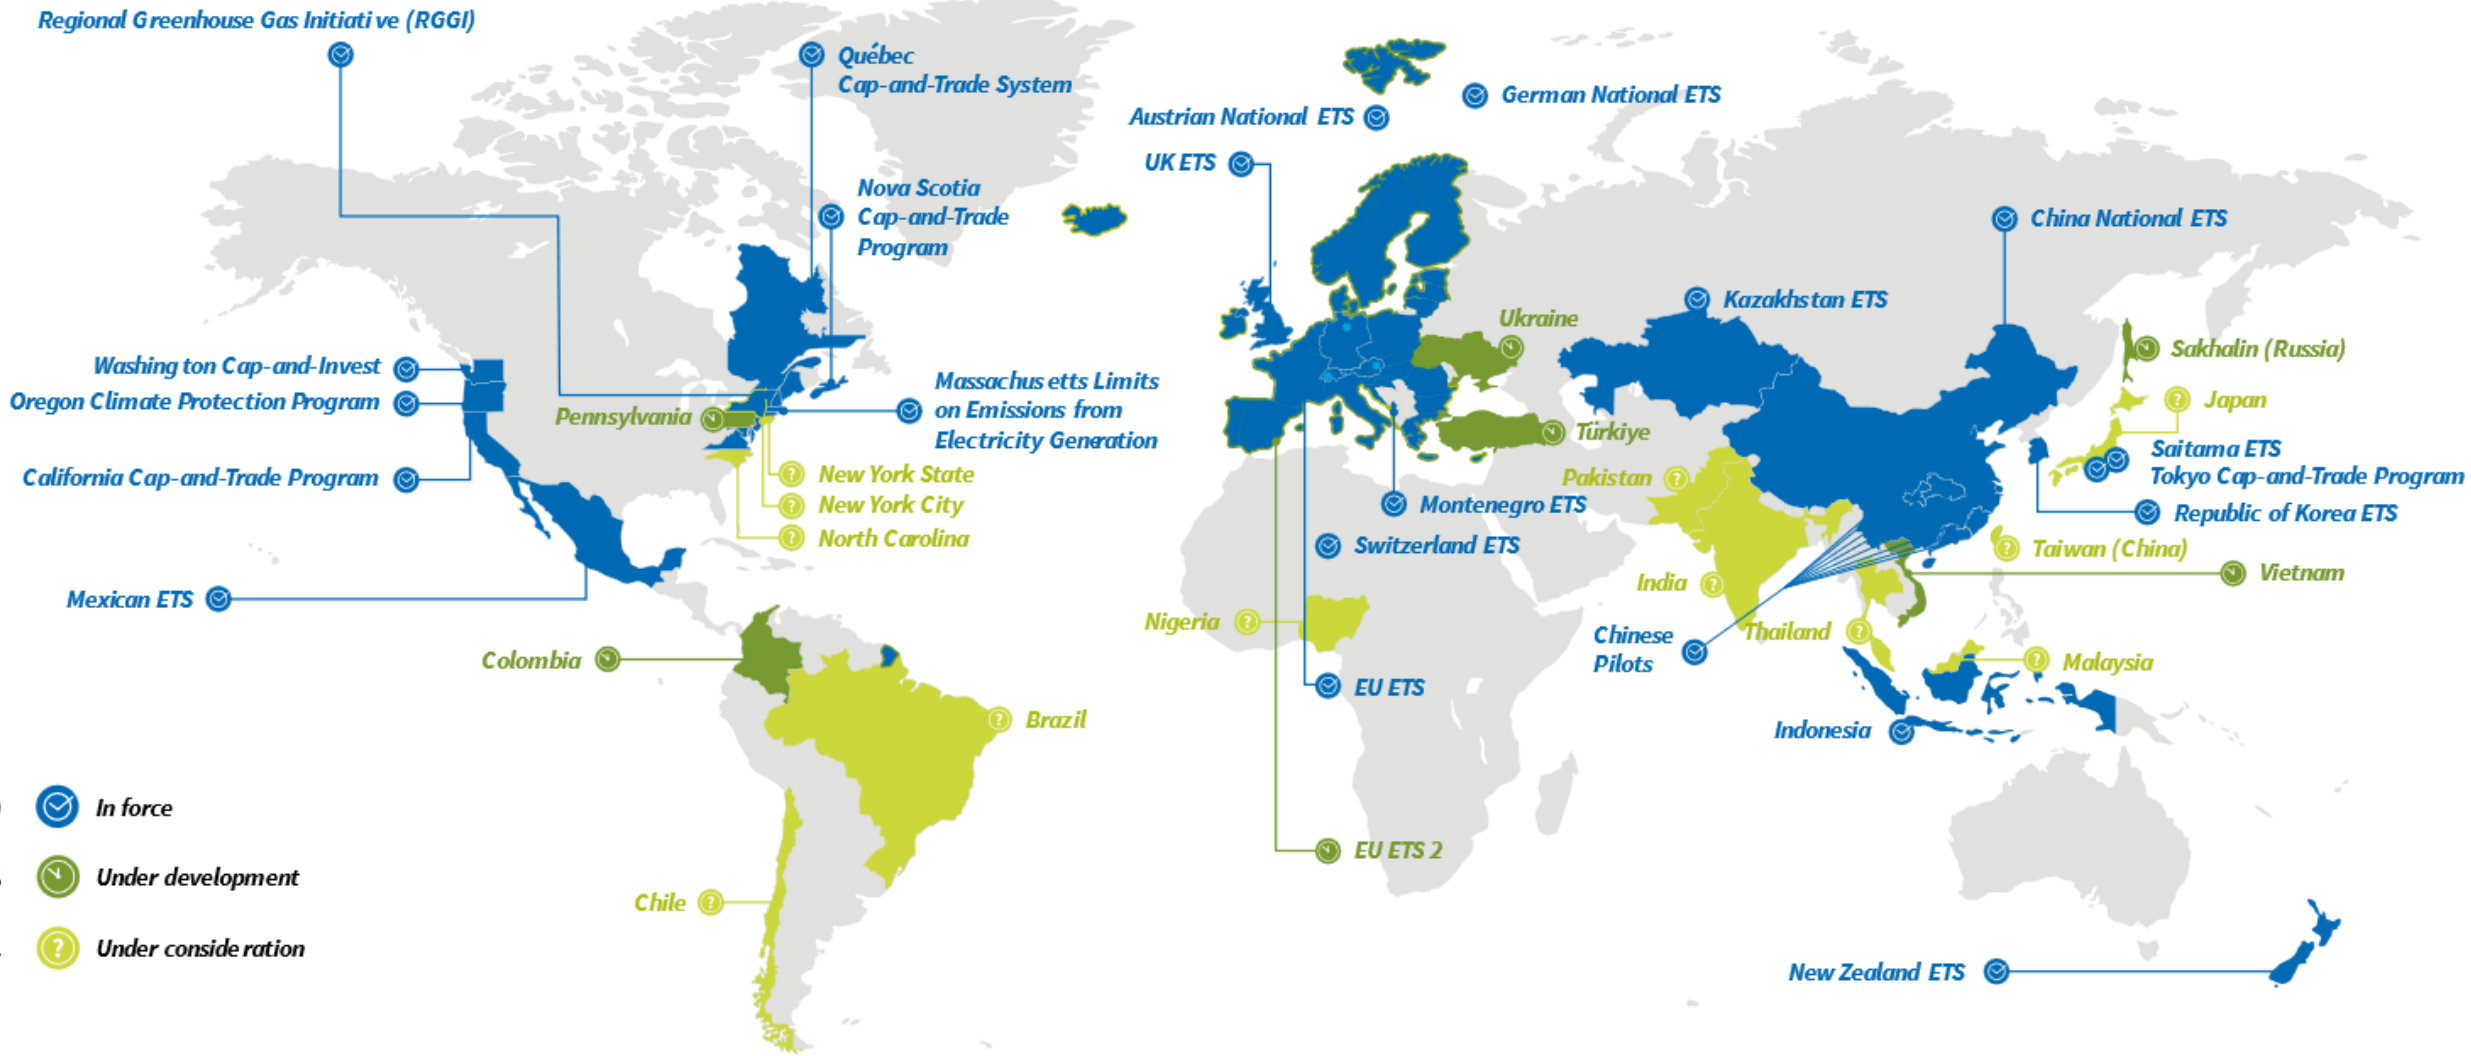 Regional Greenhouse Gas Initiative (RGGI)
Québec
Cap-and-Trade System
Nova Scotia
Cap-and-Trade
Program
Washington Cap-and-Invest
Oregon Climate Protection Program
California Cap-and-Trade Program
Pennsylvania
Massachusetts Limits
on Emissions from
Electricity Generation
New York State
New York City
North Carolina
Mexican ETS
Colombia
Brazil
Chile
Austrian National ETS
German National ETS
UK ETS
Ukraine
Türkiye
Montenegro ETS
Switzerland ETS
Nigeria
EU ETS
EU ETS 2
Kazakhstan ETS
China National ETS
Sakhalin (Russia)
Japan
Saitama ETS
Tokyo Cap-and-Trade Program
Republic of Korea ETS
Taiwan (China)
Vietnam
Pakistan
India
Chinese
Pilots
Thailand
Malaysia
Indonesia
New Zealand ETS
In force
Under development
Under consideration